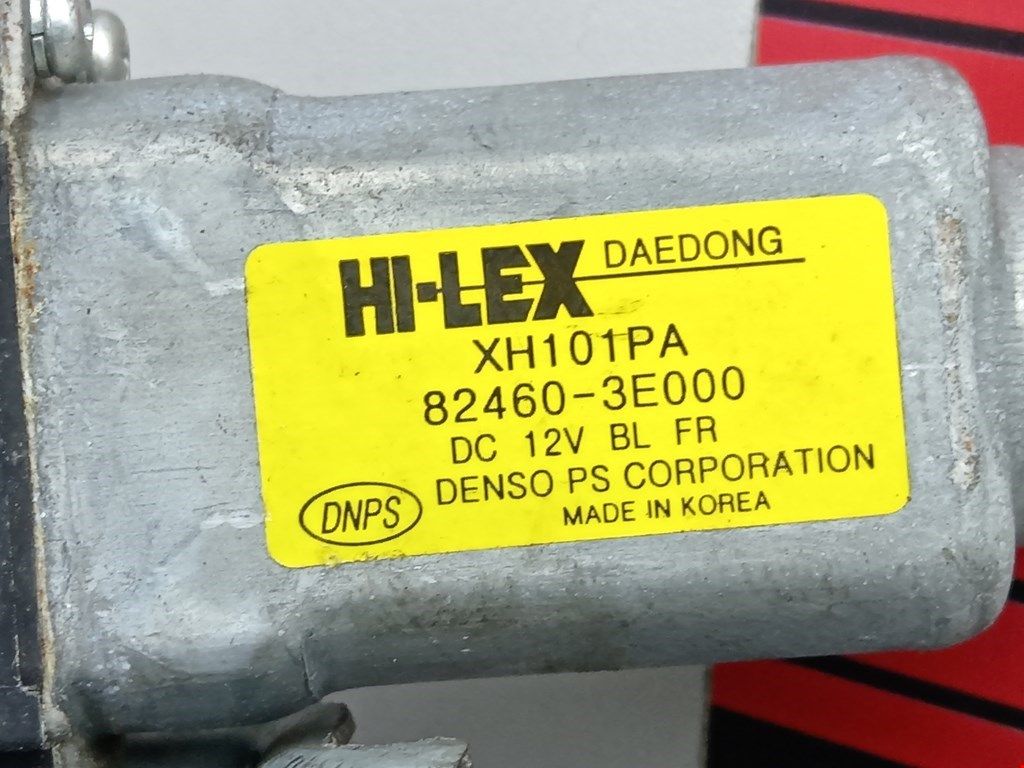 HI-LEX DAEDONG
XH101PA
82460-3E000
DC 12V BL FR
DNPS DENSO PS CORPORATION
MADE IN KOREA